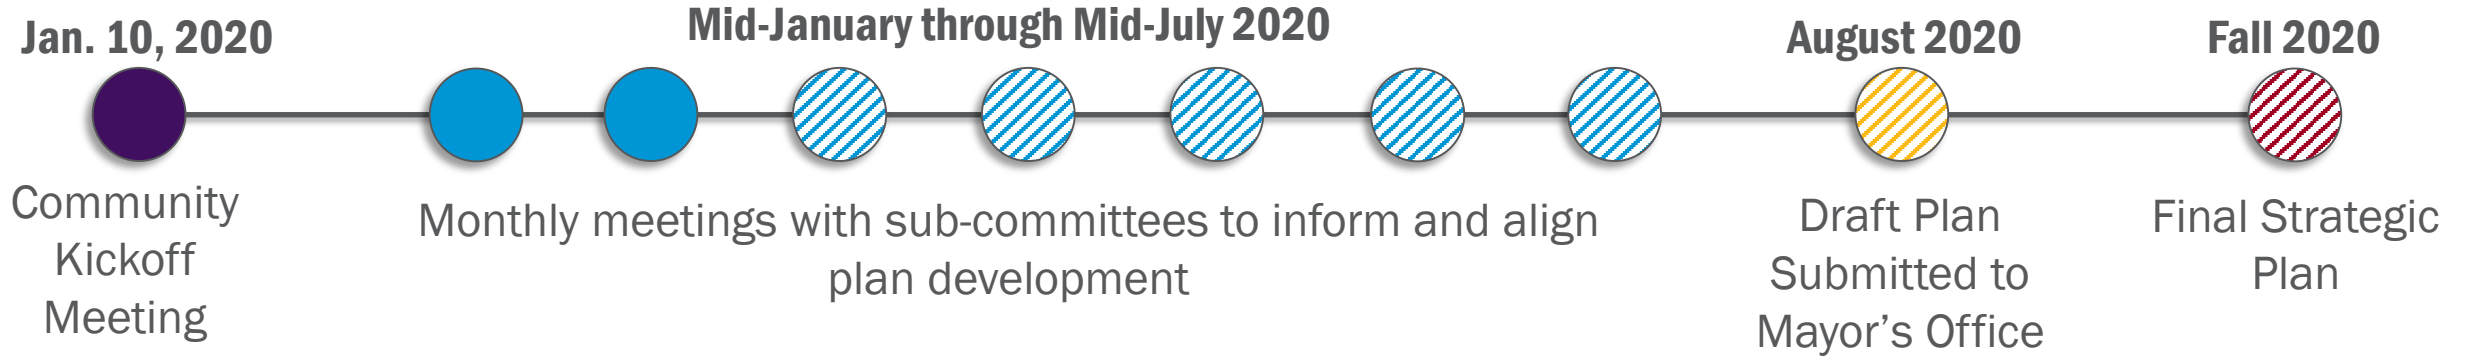 Jan. 10, 2020
Community
Kickoff
Meeting
Mid-January through Mid-July 2020
Monthly meetings with sub-committees to inform and align
plan development
August 2020
Draft Plan
Submitted to
Mayor's Office
Fall 2020
Final Strategic
Plan